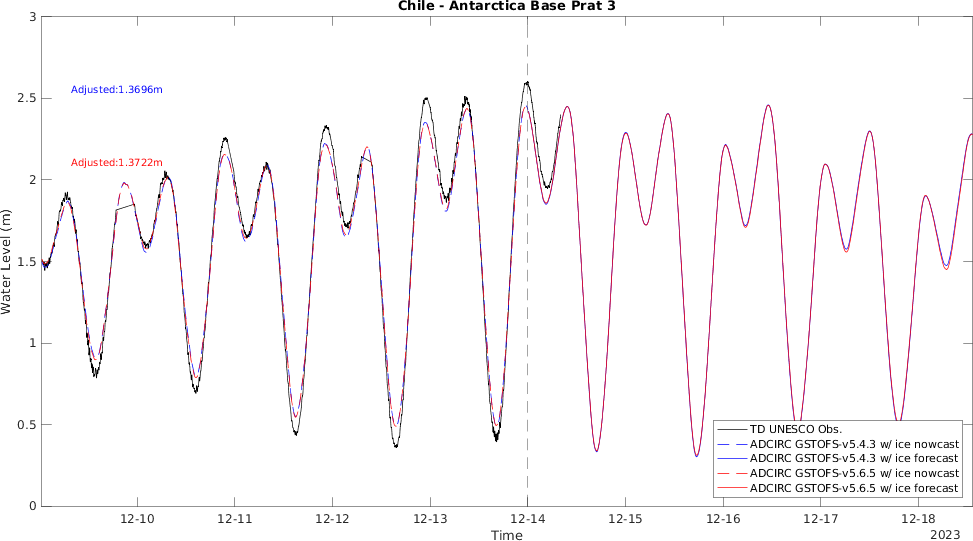 Chile - Antarctica Base Prat 3
3
2.5
2
1.5
1
0.5
0
Water Level (m)
Adjusted:1.3696m
Adjusted:1.3722m
TD UNESCO Obs.
ADCIRC GSTOFS-v5.4.3 w/ ice nowcast
ADCIRC GSTOFS-v5.4.3 w/ ice forecast
ADCIRC GSTOFS-v5.6.5 w/ ice nowcast
ADCIRC GSTOFS-v5.6.5 w/ ice forecast
12-10 12-11 12-12 12-13 12-14 12-15 12-16 12-17 12-18
Time
2023